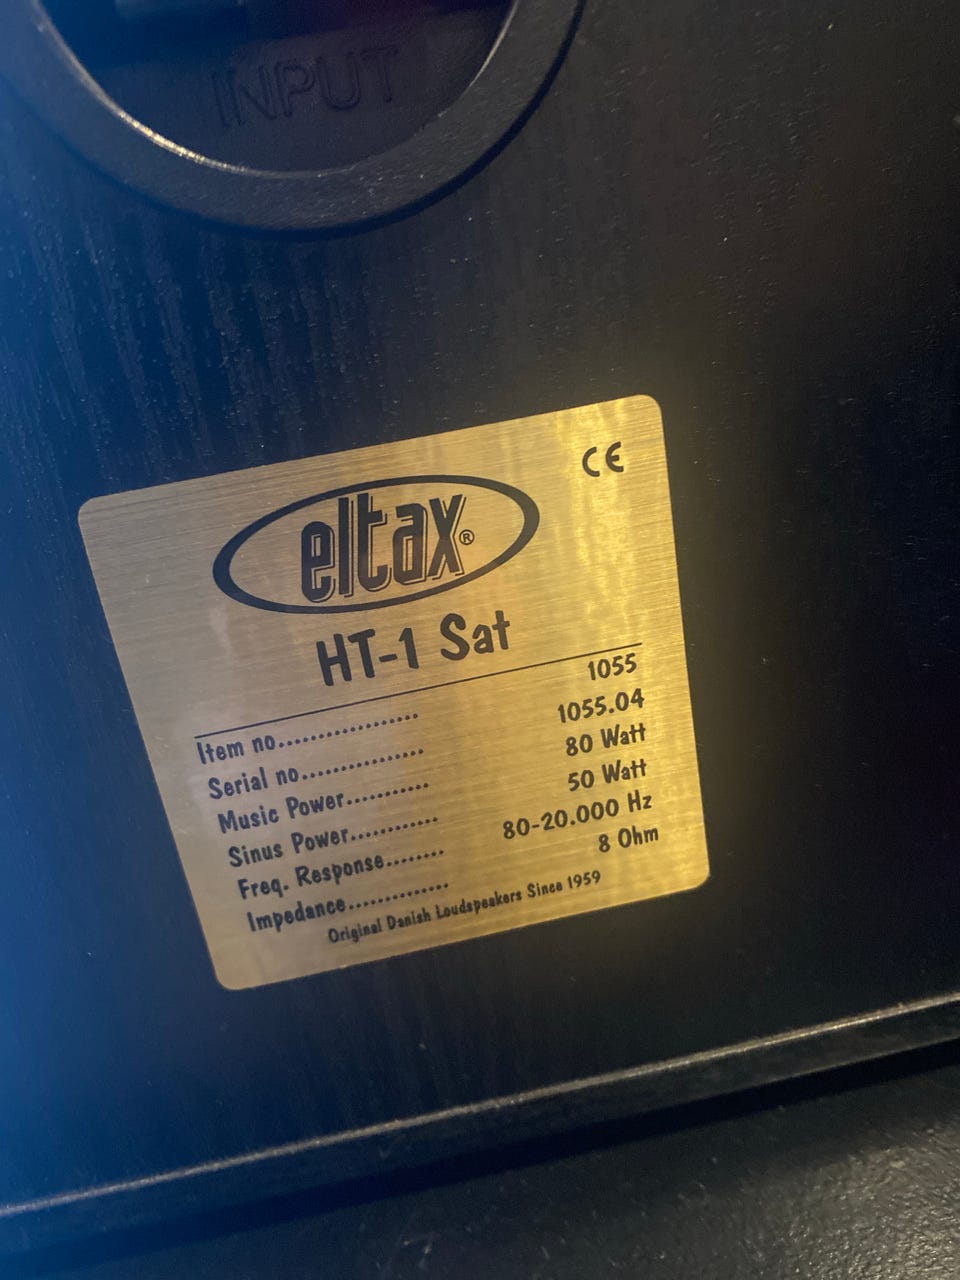 INPUT
CE
eltax®
HT-1 Sat
Item no.................. 1055
Serial no................ 1055.04
Music Power........... 80 Watt
Sinus Power............ 50 Watt
Freq. Response........ 80-20.000 Hz
Impedance.............. 8 Ohm
Original Danish Loudspeakers Since 1959